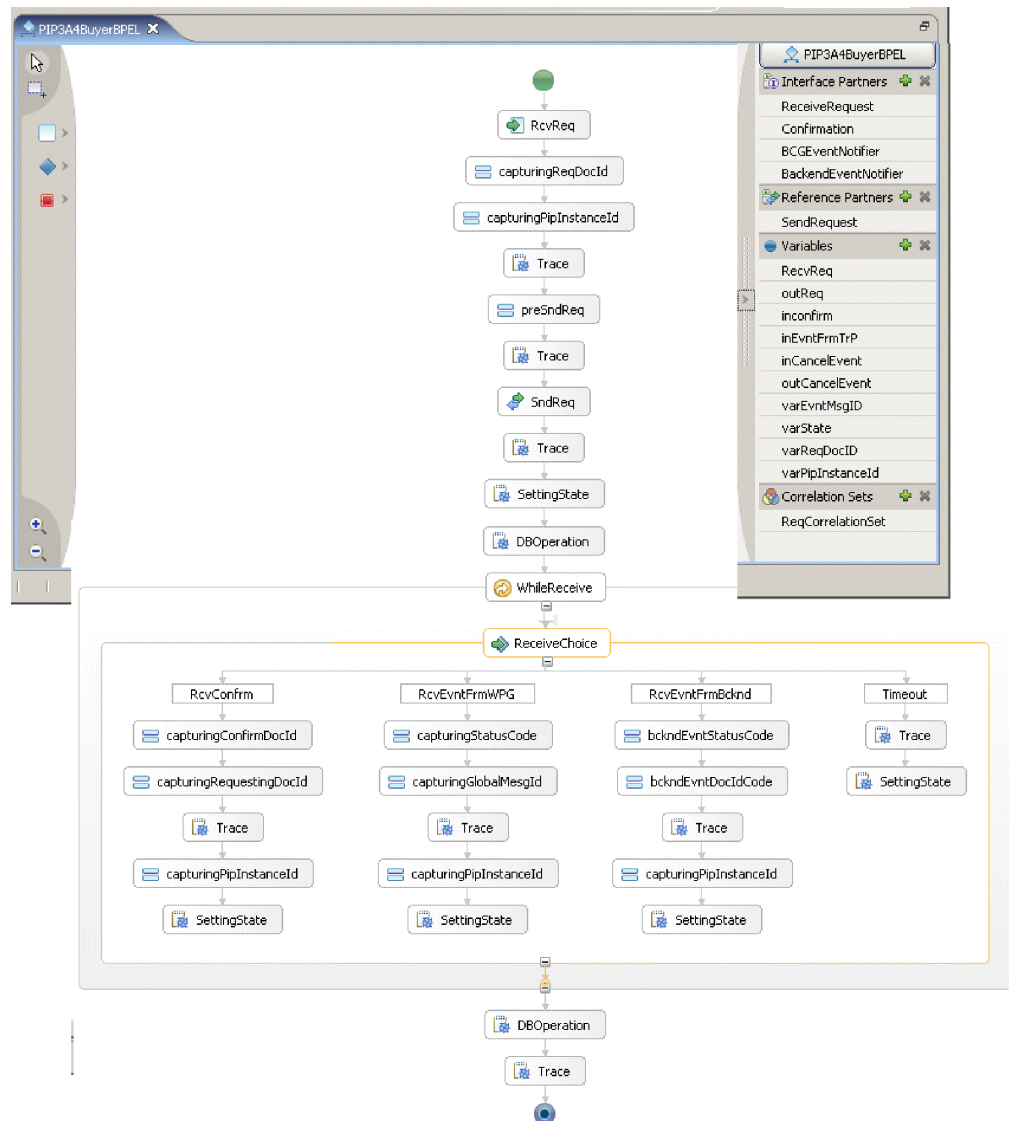 PIP3A4BuyerBPEL
RcvReq
capturingReqDocId
capturingPipInstanceId
Trace
preSndReq
Trace
SndReq
Trace
SettingState
DBOperation
WhileReceive
ReceiveChoice
RcvConfrm
RcvEvntFrmWPG
RcvEvntFrmBcknd
Timeout
capturingConfirmDocId
capturingStatusCode
bckndEvntStatusCode
Trace
capturingRequestingDocId
capturingGlobalMesgId
bckndEvntDocIdCode
SettingState
Trace
Trace
Trace
capturingPipInstanceId
capturingPipInstanceId
capturingPipInstanceId
SettingState
SettingState
SettingState
DBOperation
Trace
PIP3A4BuyerBPEL
Interface Partners
ReceiveRequest
Confirmation
BCGEventNotifier
BackendEventNotifier
Reference Partners
SendRequest
Variables
RecvReq
outReq
inconfirm
inEvntFrmTrP
inCancelEvent
outCancelEvent
varEvntMsgID
varState
varReqDocID
varPipInstanceId
Correlation Sets
ReqCorrelationSet